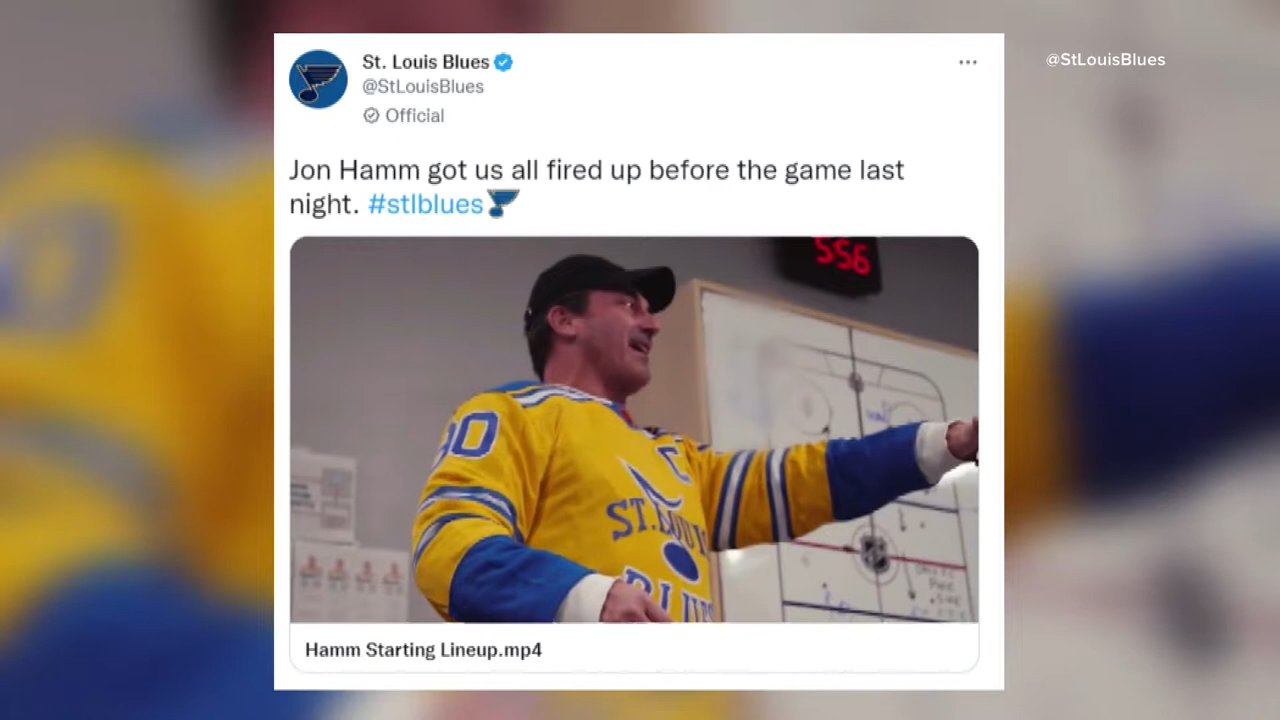 St. Louis Blues
@StLouisBlues
@StLouisBlues
Official
Jon Hamm got us all fired up before the game last
night. #stlblues
556
90
C
ST. LOUIS
BLUES
Hamm Starting Lineup.mp4